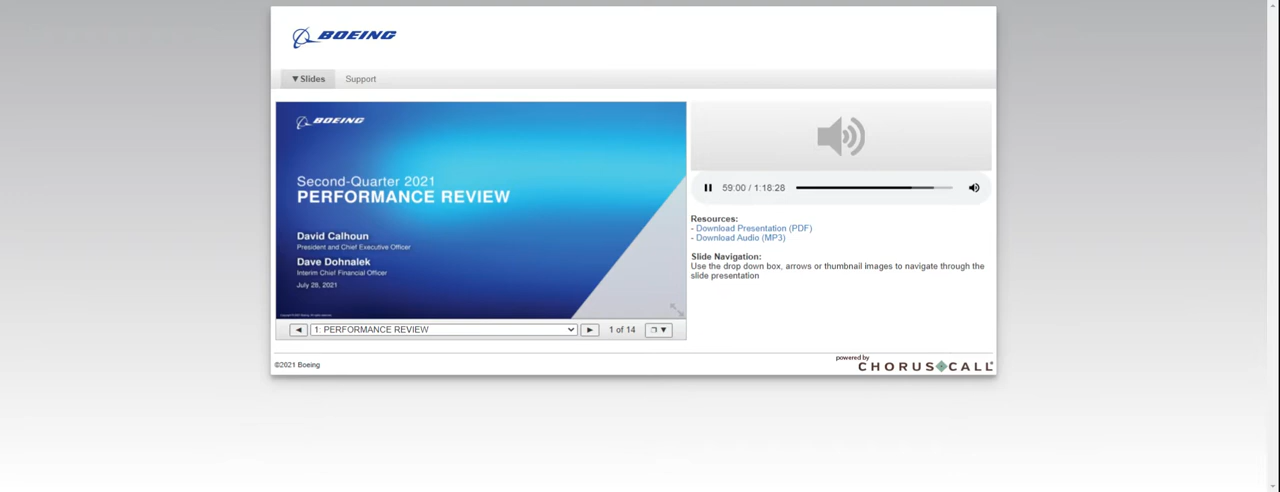 BOEING
▼Slides Support
BOEING
Second-Quarter 2021
PERFORMANCE REVIEW
David Calhoun
President and Chief Executive Officer
Dave Dohnalek
Interim Chief Financial Officer
July 28, 2021
1: PERFORMANCE REVIEW
1 of 14
59:00 / 1:18:28
Resources:
- Download Presentation (PDF)
- Download Audio (MP3)
Slide Navigation:
Use the drop down box, arrows or thumbnail images to navigate through the
slide presentation
©2021 Boeing
powered by
CHORUS CALL